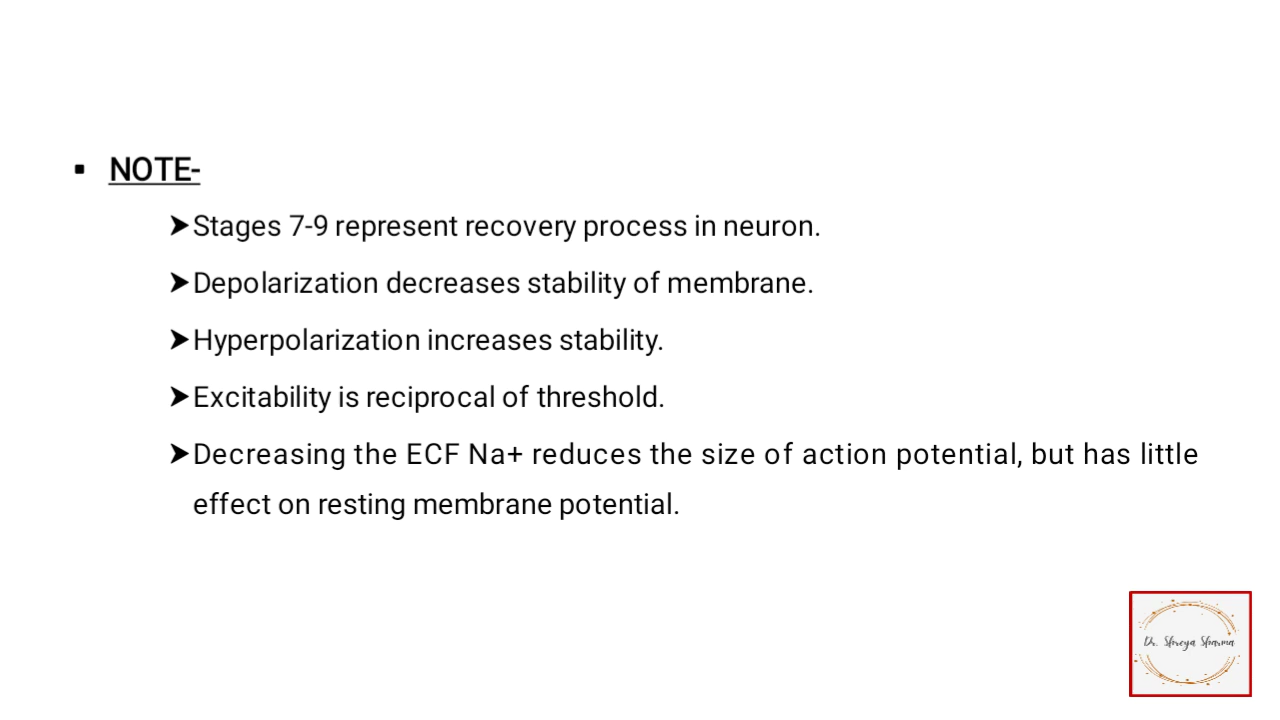 ▪ NOTE-
➤Stages 7-9 represent recovery process in neuron.
➤Depolarization decreases stability of membrane.
➤Hyperpolarization increases stability.
➤Excitability is reciprocal of threshold.
➤Decreasing the ECF Na+ reduces the size of action potential, but has little
effect on resting membrane potential.
Dr. Shreya Sharma